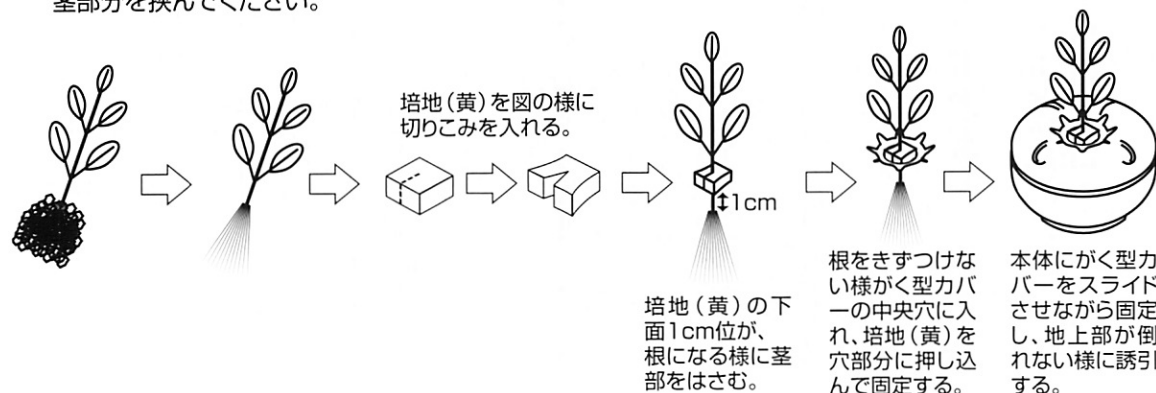 茎部分を挟んでください。
培地（黄）を図の様に
切りこみを入れる。
1cm
培地（黄）の下
面1cm位が、
根になる様に茎
部をはさむ。
根をきずつけな
い様がく型カバ
ーの中央穴に入
れ、培地（黄）を
穴部分に押し込
んで固定する。
本体にがく型カ
バーをスライド
させながら固定
し、地上部が倒
れない様に誘引
する。